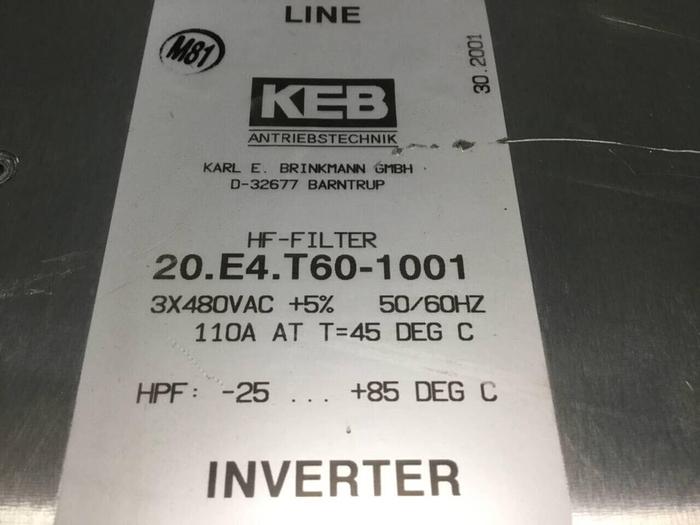 LINE
M81
30.2001
KEB
ANTRIEBSTECHNIK
KARL E. BRINKMANN GMBH
D-32677 BARNTRUP
HF-FILTER
20.E4.T60-1001
3X480VAC +5% 50/60HZ
110A AT T=45 DEG C
HPF: -25 ... +85 DEG C
INVERTER